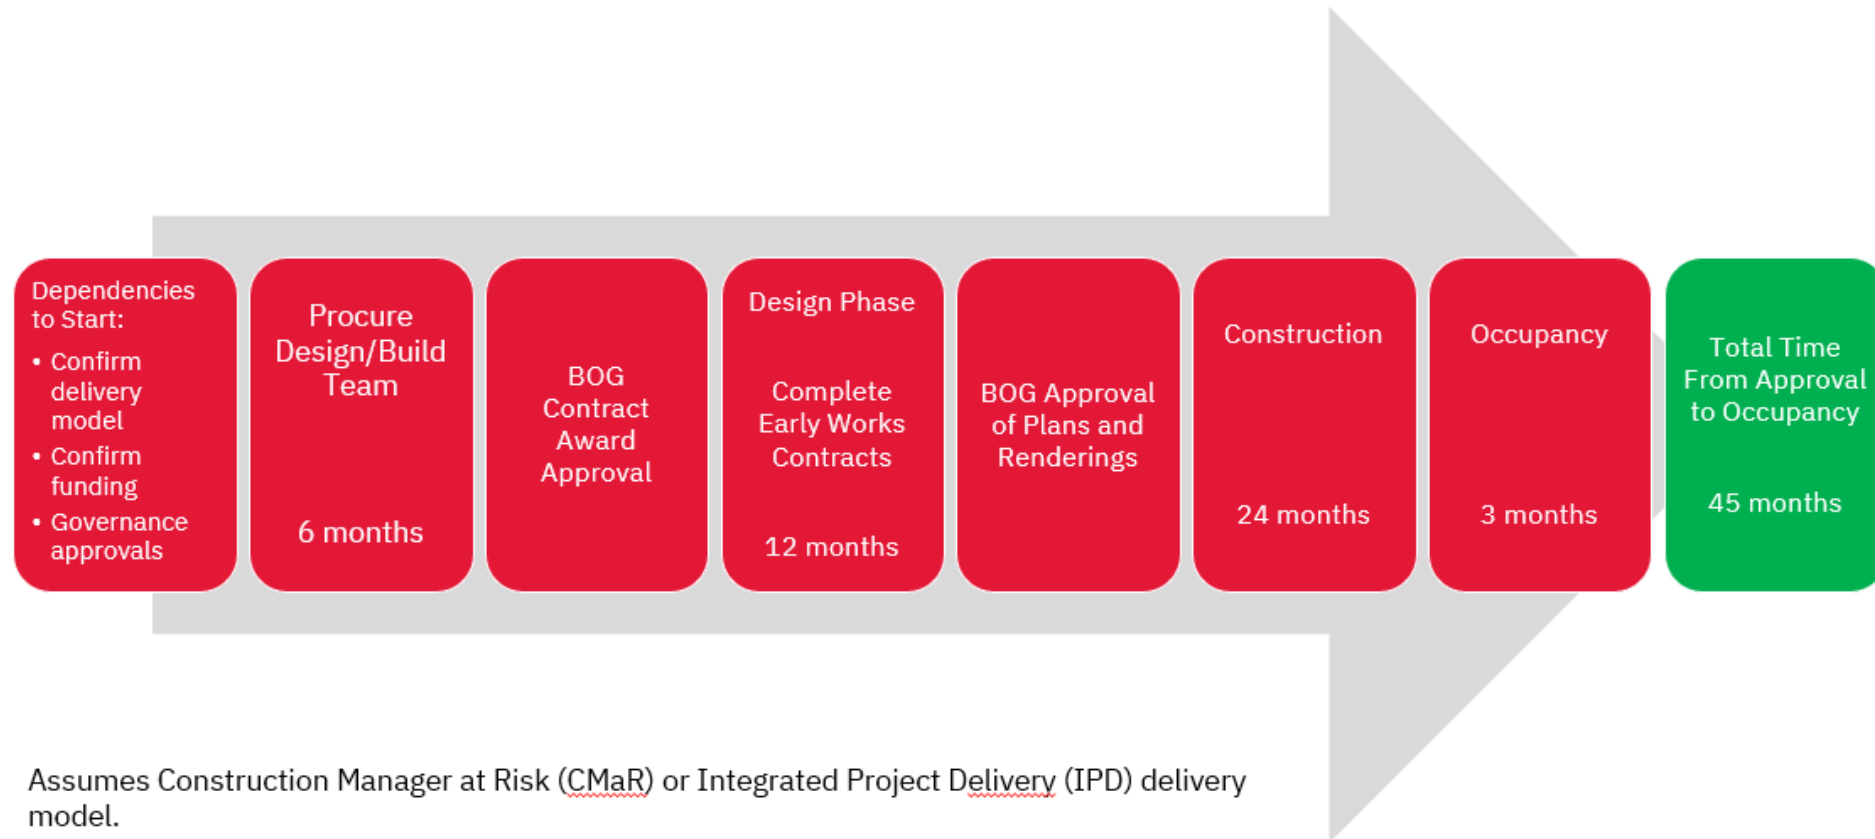 Dependencies
to Start:
• Confirm
delivery
model
• Confirm
funding
• Governance
approvals
Procure
Design/Build
Team
6 months
BOG
Contract
Award
Approval
Design Phase
Complete
Early Works
Contracts
12 months
BOG Approval
of Plans and
Renderings
Construction
24 months
Occupancy
3 months
Total Time
From Approval
to Occupancy
45 months
Assumes Construction Manager at Risk (CMaR) or Integrated Project Delivery (IPD) delivery
model.